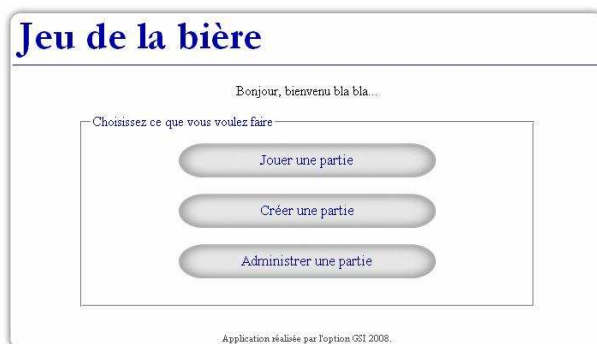 Jeu de la bière
Bonjour, bienvenu bla bla...
Choisissez ce que vous voulez faire
Jouer une partie
Créer une partie
Administrer une partie
Application réalisée par l'option GSI 2008.